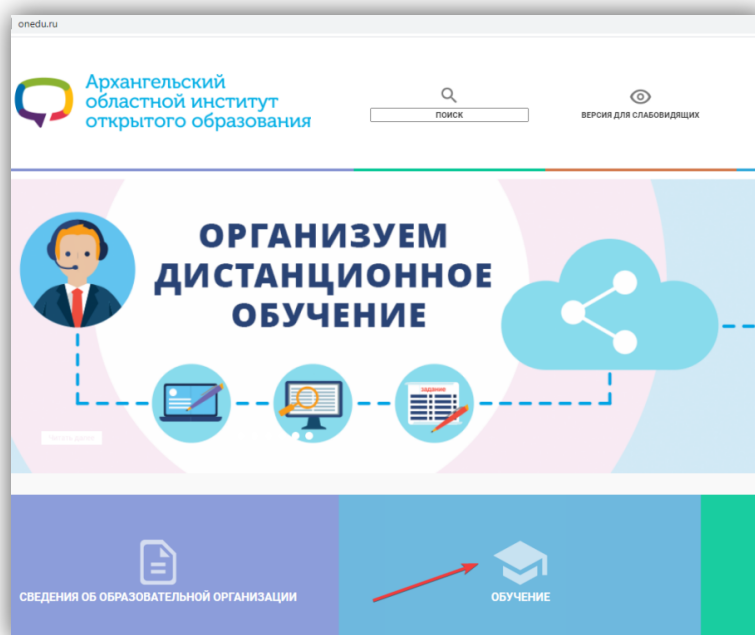 onedu.ru
Архангельский
областной институт
открытого образования
ПОИСК
ВЕРСИЯ ДЛЯ СЛАБОВИДЯЩИХ
ОРГАНИЗУЕМ
ДИСТАНЦИОННОЕ
ОБУЧЕНИЕ
ЗАДАНИЕ
СВЕДЕНИЯ ОБ ОБРАЗОВАТЕЛЬНОЙ ОРГАНИЗАЦИИ
ОБУЧЕНИЕ